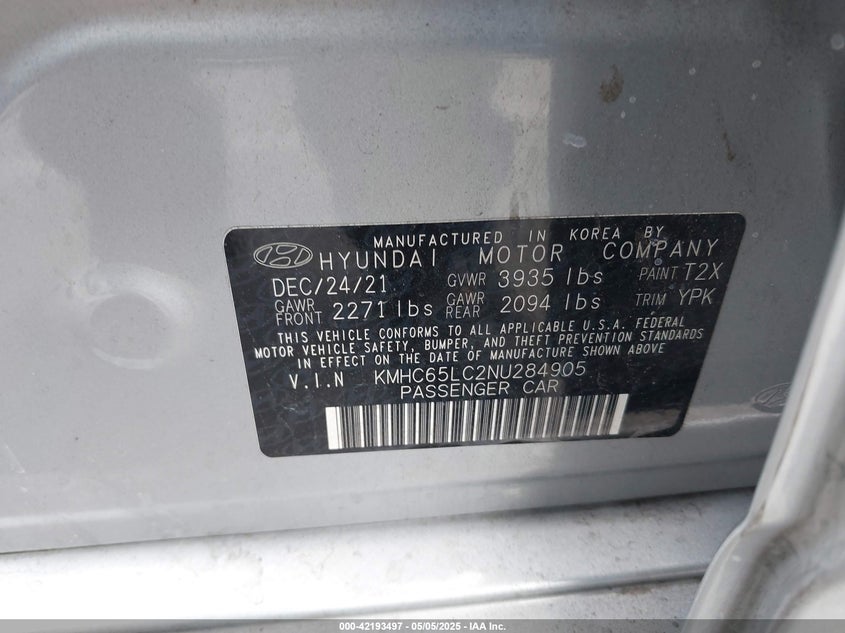 MANUFACTURED IN KOREA BY
HYUNDAI MOTOR COMPANY
DEC/24/21 GVWR 3935 lbs PAINT T2X
GAWR FRONT 2271 lbs GAWR REAR 2094 lbs TRIM YPK
THIS VEHICLE CONFORMS TO ALL APPLICABLE U.S.A. FEDERAL
MOTOR VEHICLE SAFETY, BUMPER, AND THEFT PREVENTION STANDARDS
IN EFFECT ON THE DATE OF MANUFACTURE SHOWN ABOVE
V.I.N KMHC65LC2NU284905
PASSENGER CAR
000-42193497 - 05/05/2025 - IAA Inc.